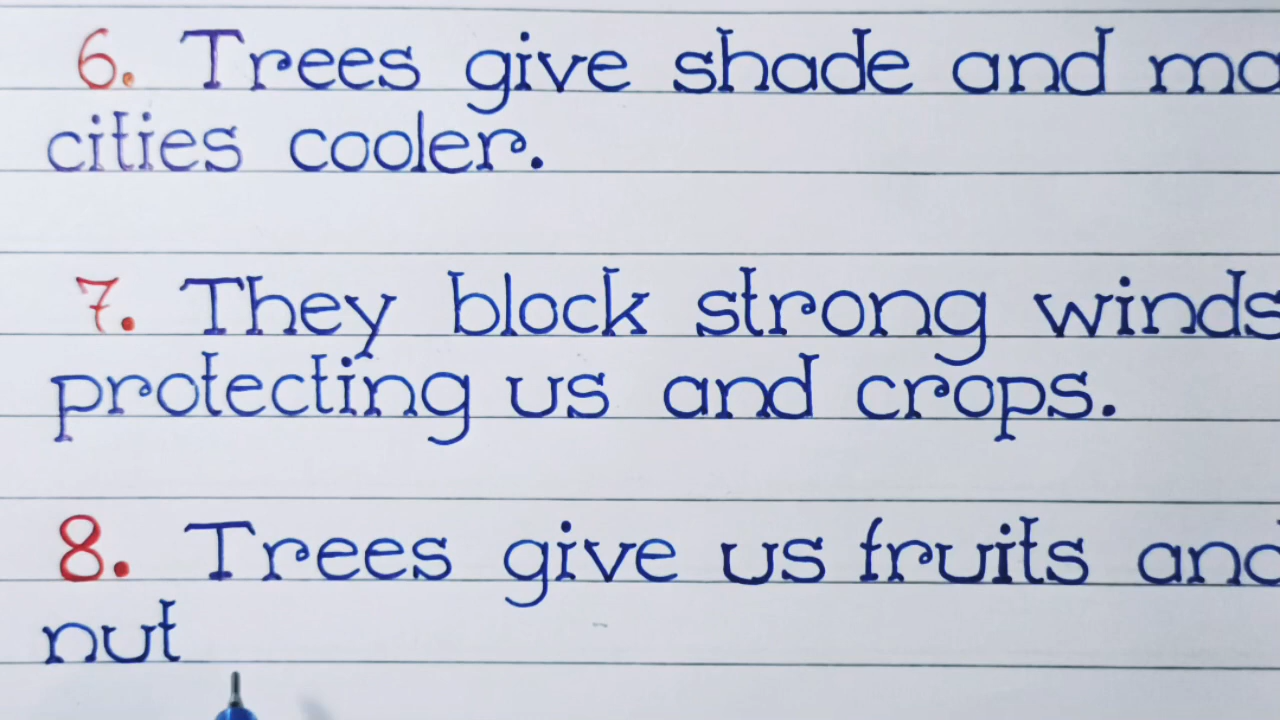 6. Trees give shade and
cities cooler.
7. They block strong winds
protecting us and crops.
8. Trees give us fruits and
nut